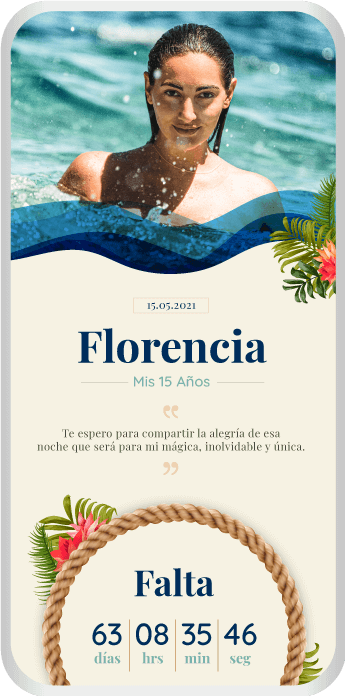 15.05.2021
Florencia
Mis 15 Años
Te espero para compartir la alegría de esa
noche que será para mi mágica, inolvidable y única.
Falta
63 08 35 46
días hrs min seg